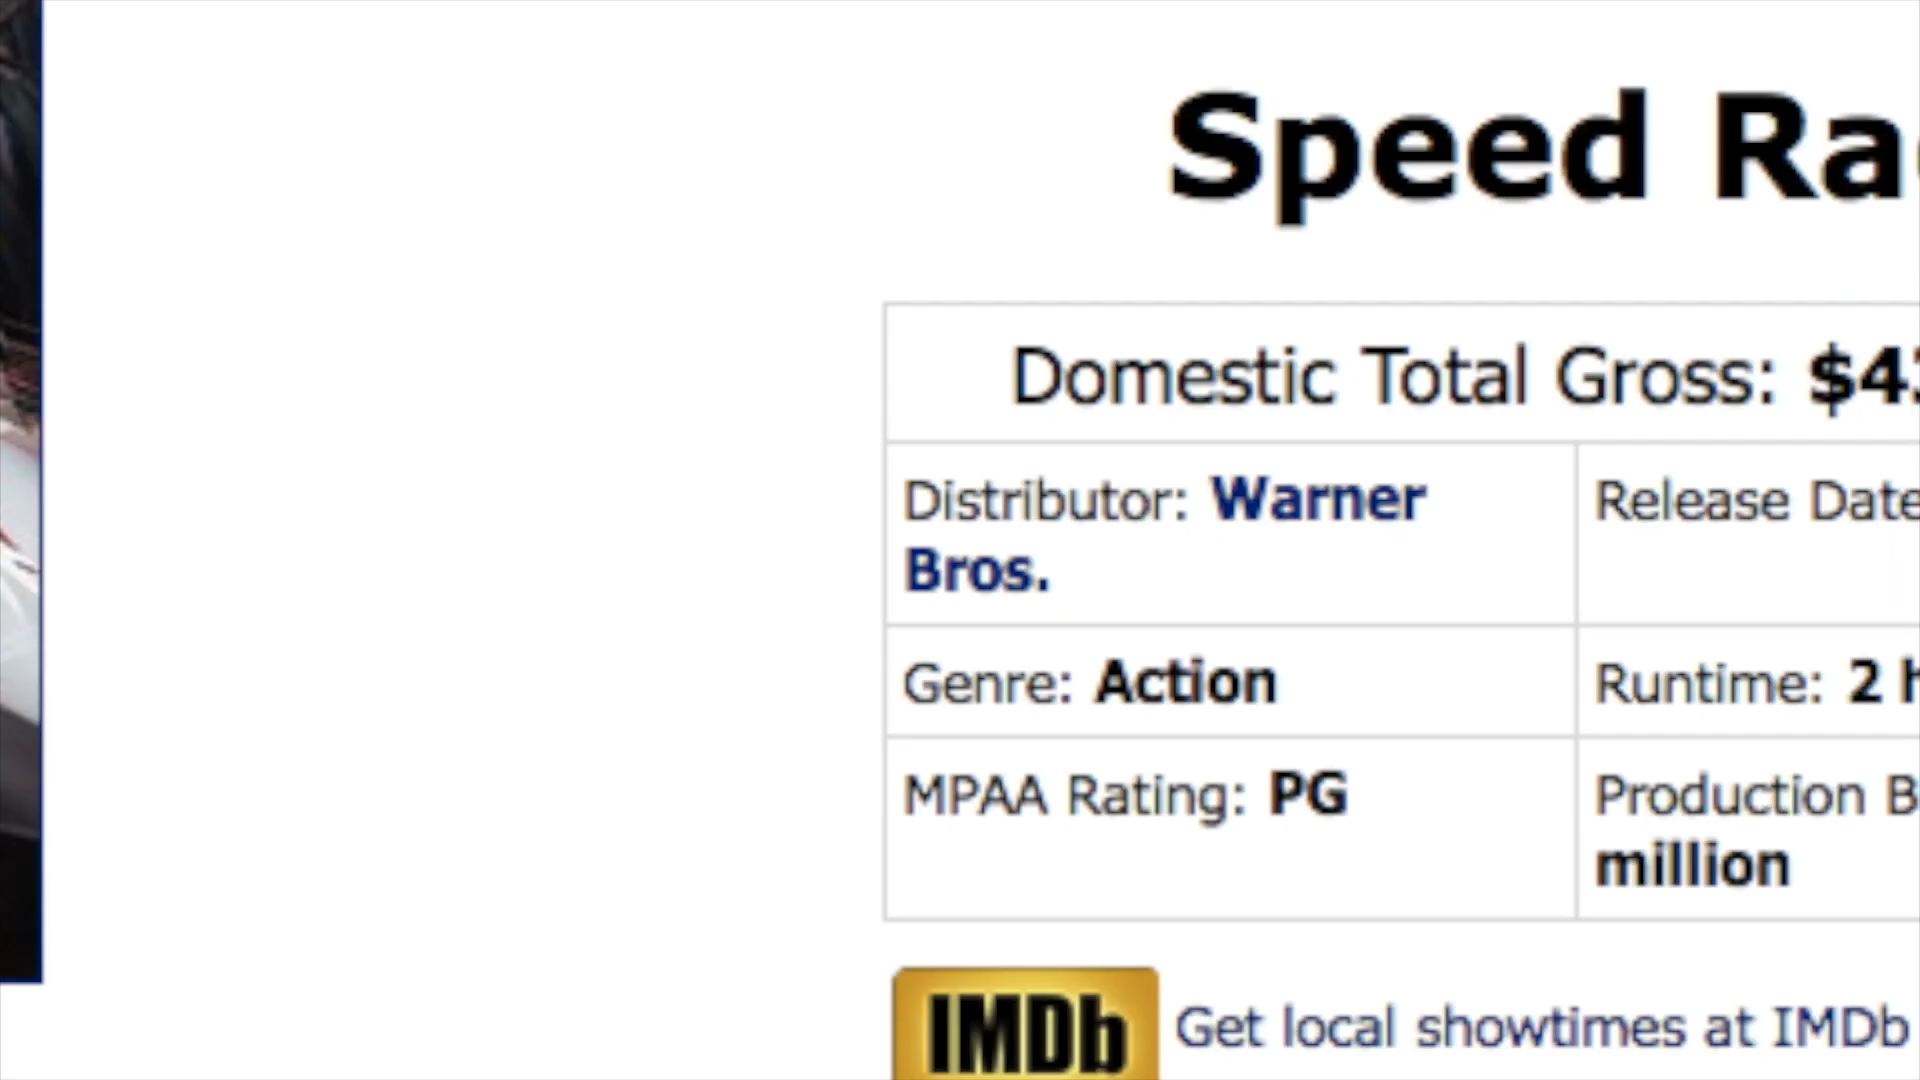 Speed Ra
Domestic Total Gross: $43
Distributor: Warner
Bros.
Release Date
Genre: Action
Runtime: 2 h
MPAA Rating: PG
Production B
million
IMDb
Get local showtimes at IMDb